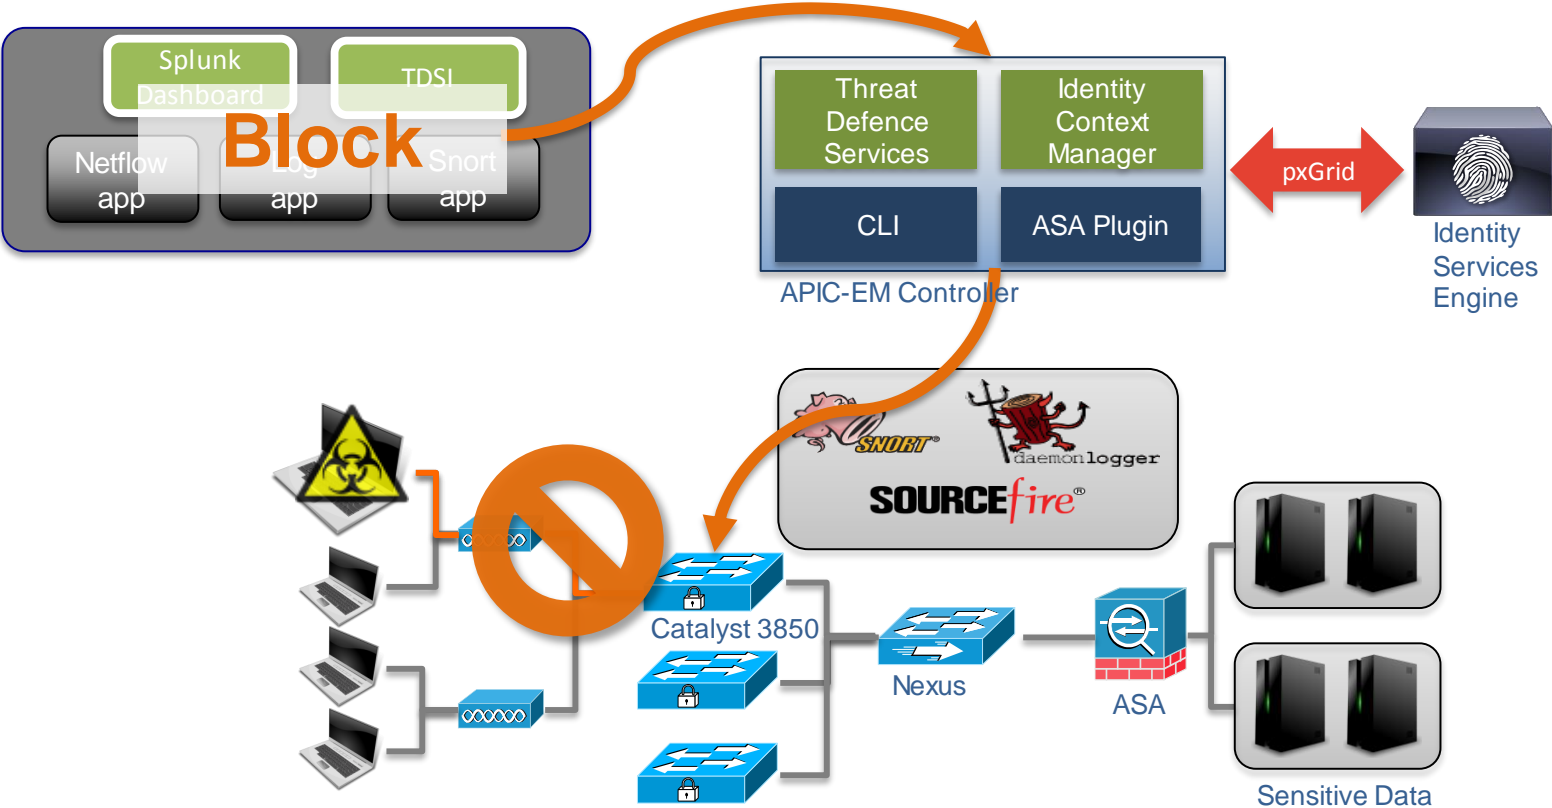 Splunk
Dashboard
TDSI
Block
Netflow
app
Log
app
Snort
app
Threat
Defence
Services
Identity
Context
Manager
CLI
ASA Plugin
APIC-EM Controller
pxGrid
Identity
Services
Engine
SNORT®
daemonlogger
SOURCEfire®
Catalyst 3850
Nexus
ASA
Sensitive Data